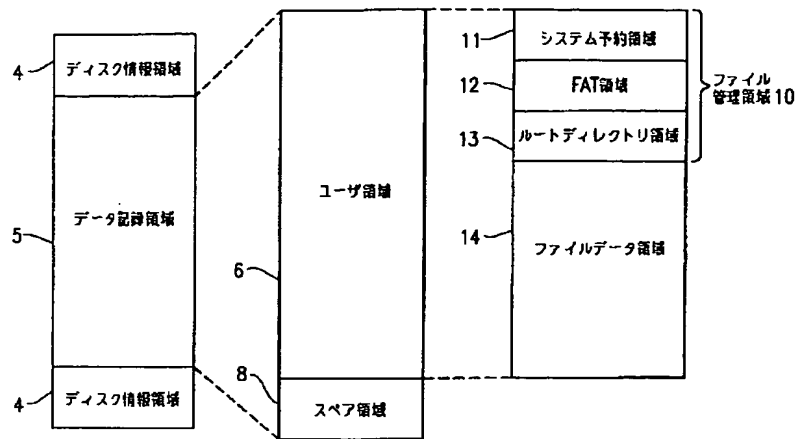 4 ディスク情報領域
5 データ記録領域
4 ディスク情報領域
6 ユーザ領域
8 スペア領域
11 システム予約領域
12 FAT領域
13 ルートディレクトリ領域
14 ファイルデータ領域
ファイル
管理領域10